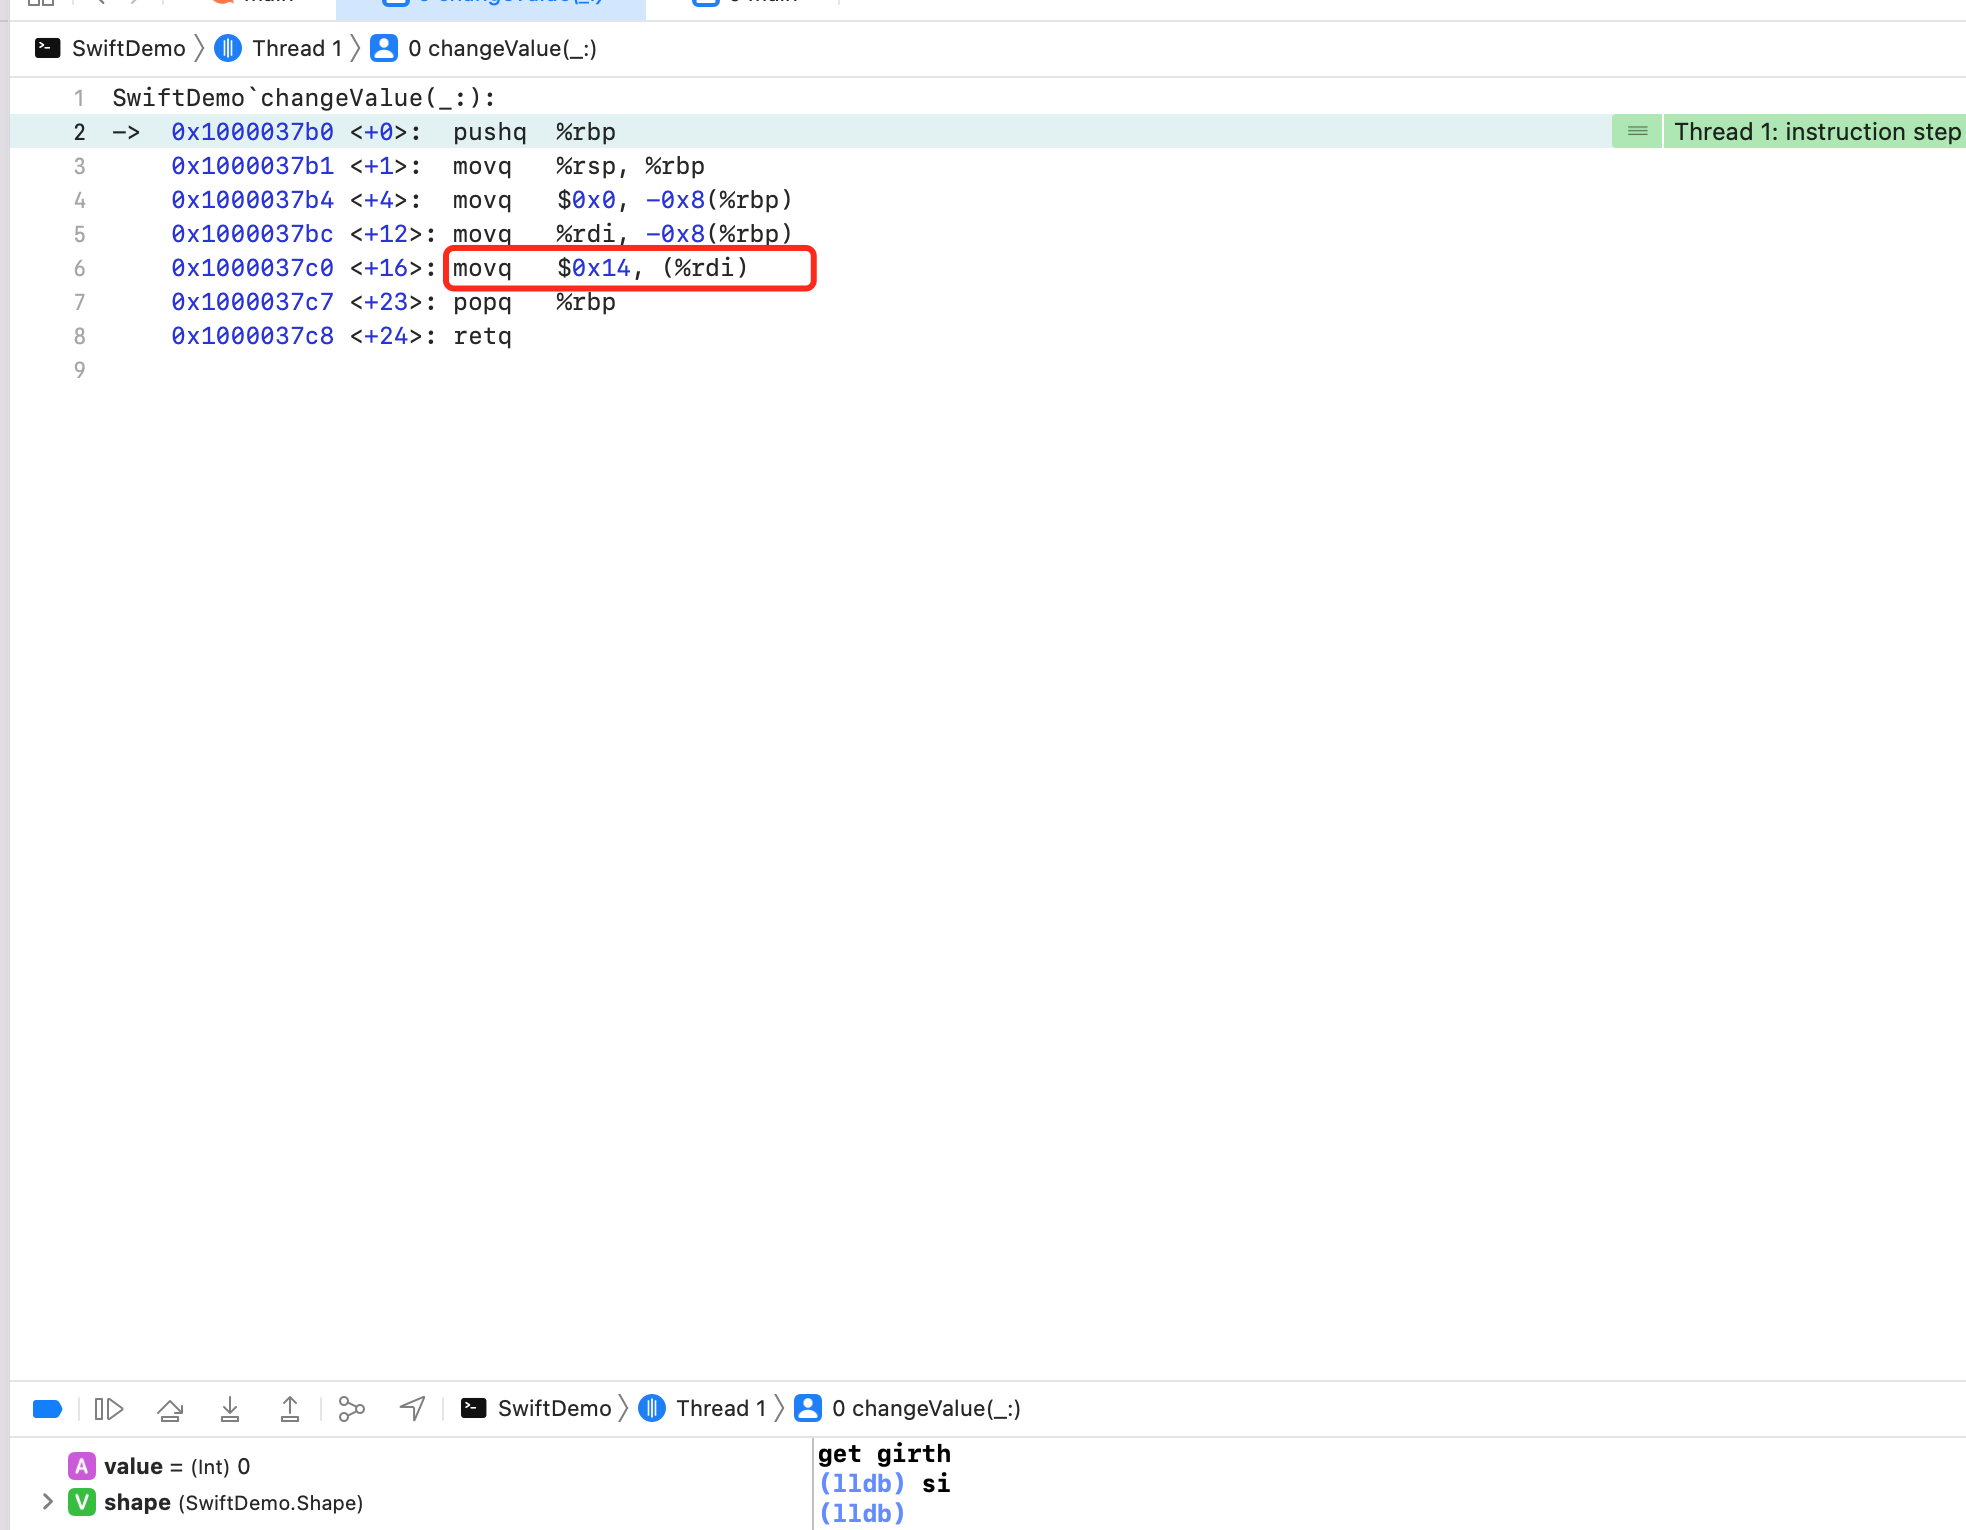 SwiftDemo 〉 Thread 1 〉 0 changeValue(_:)
1 SwiftDemo`changeValue(_:):
2 -> 0x1000037b0 <+0>: pushq %rbp
Thread 1: instruction step
3 0x1000037b1 <+1>: movq %rsp, %rbp
4 0x1000037b4 <+4>: movq $0x0, -0x8(%rbp)
5 0x1000037bc <+12>: movq %rdi, -0x8(%rbp)
6 0x1000037c0 <+16>: movq $0x14, (%rdi)
7 0x1000037c7 <+23>: popq %rbp
8 0x1000037c8 <+24>: retq
9
SwiftDemo 〉 Thread 1 〉 0 changeValue(_:)
A value = (Int) 0
V shape (SwiftDemo.Shape)
get girth
(lldb) si
(lldb)